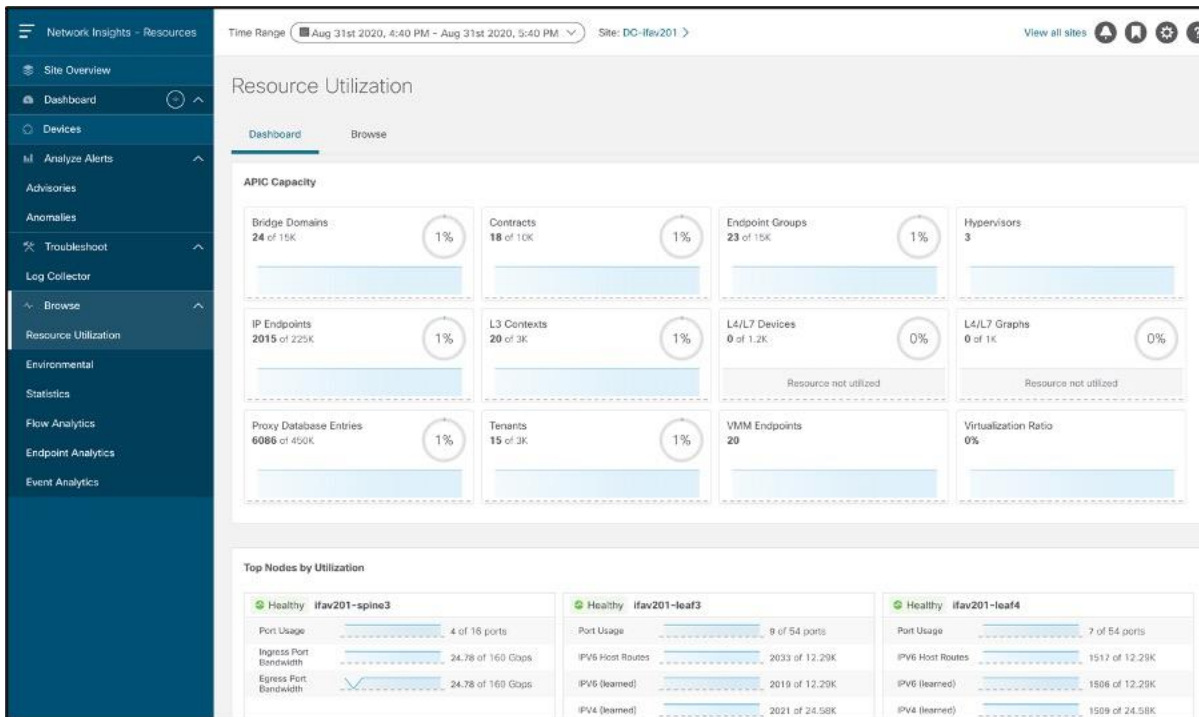 Network Insights - Resources
Time Range
Aug 31st 2020, 4:40 PM - Aug 31st 2020, 5:40 PM
Site: DC-ifav201 >
View all sites
?
Site Overview
Dashboard
Devices
Analyze Alerts
Advisories
Anomalies
Troubleshoot
Log Collector
Browse
Resource Utilization
Environmental
Statistics
Flow Analytics
Endpoint Analytics
Event Analytics
Resource Utilization
Dashboard
Browse
APIC Capacity
Bridge Domains
24 of 15K
1%
Contracts
18 of 10K
1%
Endpoint Groups
23 of 15K
1%
Hypervisors
3
IP Endpoints
2015 of 225K
1%
L3 Contexts
20 of 3K
1%
L4/L7 Devices
0 of 1.2K
0%
Resource not utilized
L4/L7 Graphs
0 of 1K
0%
Resource not utilized
Proxy Database Entries
6086 of 450K
1%
Tenants
15 of 3K
1%
VMM Endpoints
20
Virtualization Ratio
0%
Top Nodes by Utilization
Healthy ifav201-spine3
Port Usage 4 of 16 ports
Ingress Port
Bandwidth
24.78 of 160 Gbps
Egress Port
Bandwidth
24.78 of 160 Gbps
Healthy ifav201-leaf3
Port Usage 9 of 54 ports
IPV6 Host Routes 2033 of 12.29K
IPV6 (learned) 2019 of 12.29K
IPV4 (learned) 2021 of 24.58K
Healthy ifav201-leaf4
Port Usage 7 of 54 ports
IPV6 Host Routes 1517 of 12.29K
IPV6 (learned) 1506 of 12.29K
IPV4 (learned) 1509 of 24.58K